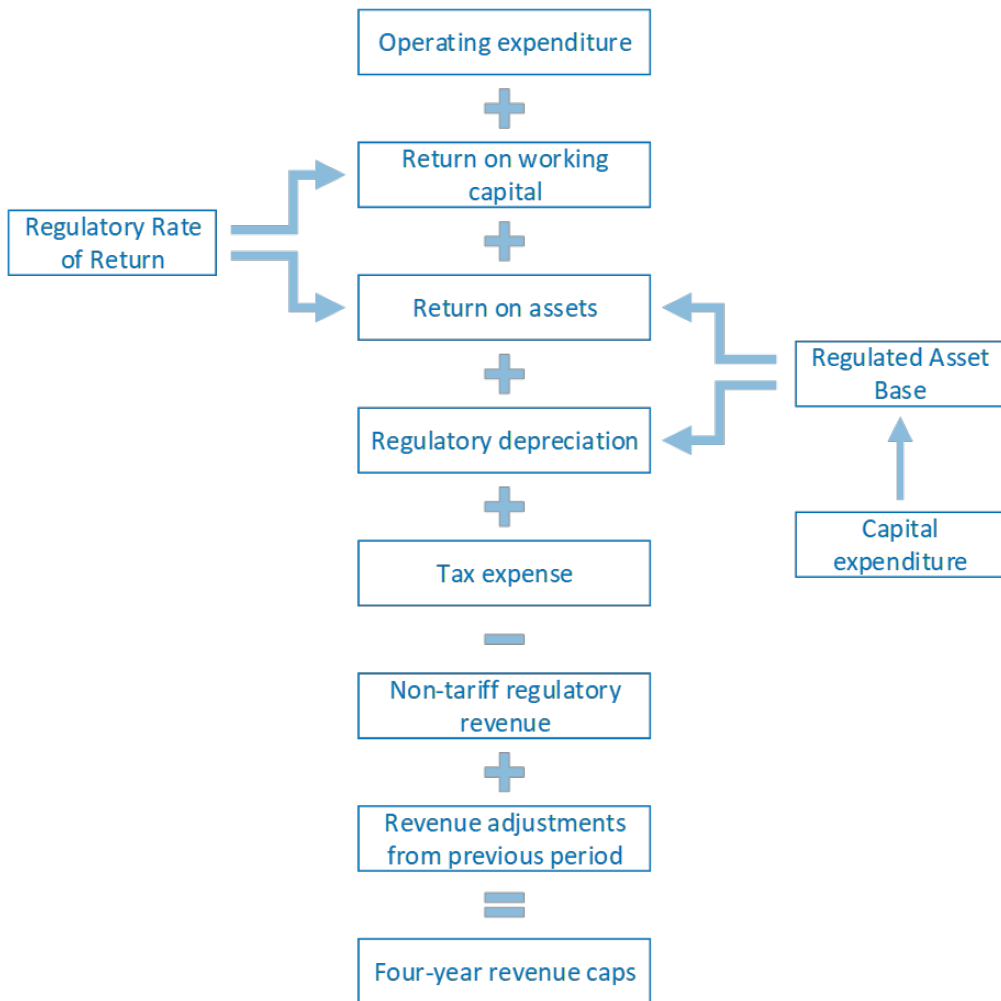 Operating expenditure
+
Return on working
capital
Regulatory Rate
of Return
+
Return on assets
Regulated Asset
Base
+
Regulatory depreciation
+
Capital
expenditure
Tax expense
−
Non-tariff regulatory
revenue
+
Revenue adjustments
from previous period
=
Four-year revenue caps